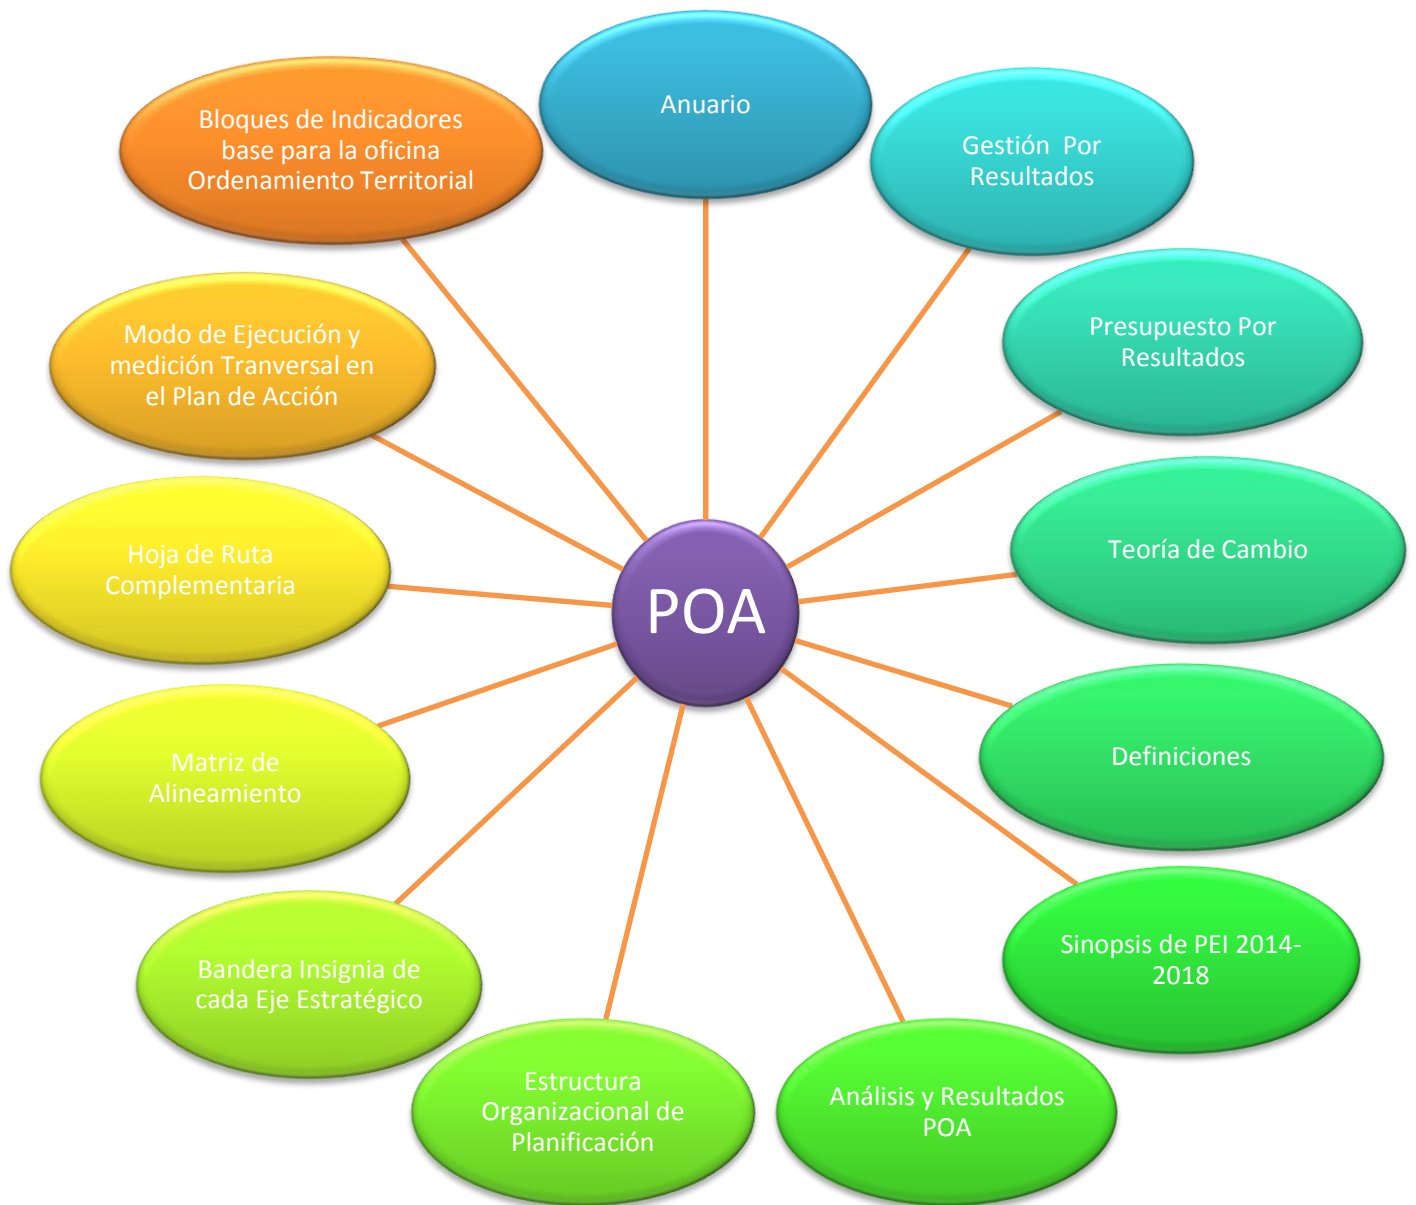 Anuario
Gestión Por
Resultados
Presupuesto Por
Resultados
Teoría de Cambio
Definiciones
Sinopsis de PEI 2014-
2018
Análisis y Resultados
POA
Estructura
Organizacional de
Planificación
Bandera Insignia de
cada Eje Estratégico
Matriz de
Alineamiento
Hoja de Ruta
Complementaria
Modo de Ejecución y
medición Tranversal en
el Plan de Acción
Bloques de Indicadores
base para la oficina
Ordenamiento Territorial
POA